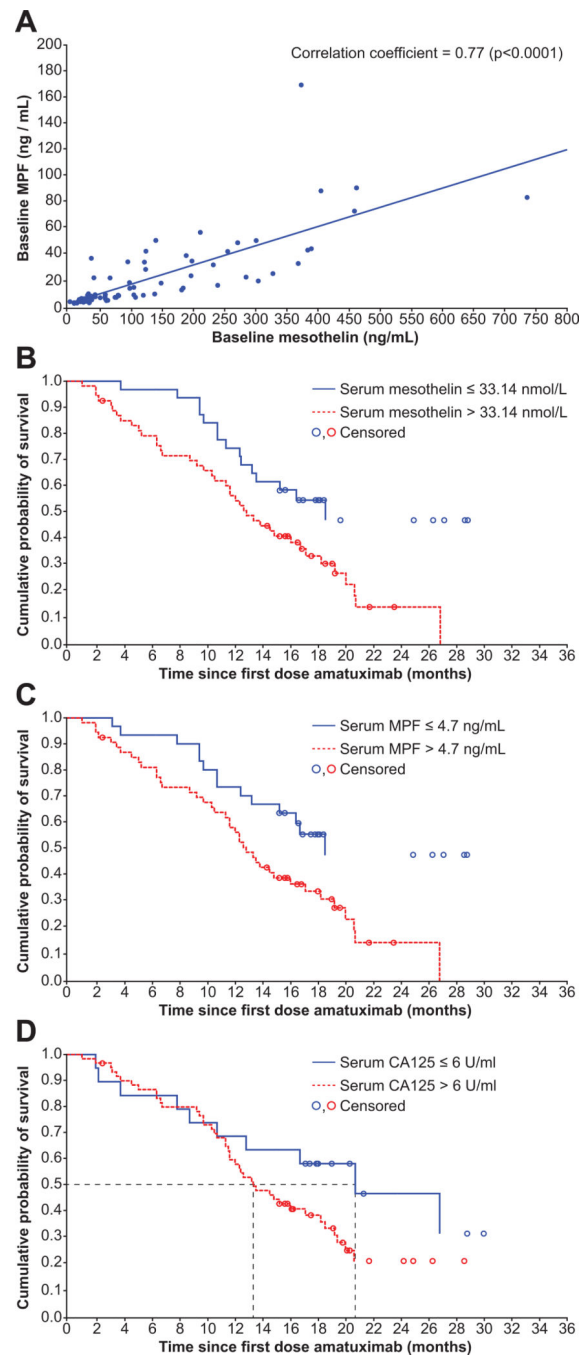 A
Correlation coefficient = 0.77 (p<0.0001)
Baseline MPF (ng / mL)
200
180
160
140
120
100
80
60
40
20
0
0 50 100 150 200 250 300 350 400 450 500 550 600 650 700 750 800
Baseline mesothelin (ng/mL)
B
Serum mesothelin ≤ 33.14 nmol/L
Serum mesothelin > 33.14 nmol/L
, Censored
Cumulative probability of survival
1.0
0.9
0.8
0.7
0.6
0.5
0.4
0.3
0.2
0.1
0.0
0 2 4 6 8 10 12 14 16 18 20 22 24 26 28 30 32 34 36
Time since first dose amatuximab (months)
C
Serum MPF ≤ 4.7 ng/mL
Serum MPF > 4.7 ng/mL
, Censored
Cumulative probability of survival
1.0
0.9
0.8
0.7
0.6
0.5
0.4
0.3
0.2
0.1
0.0
0 2 4 6 8 10 12 14 16 18 20 22 24 26 28 30 32 34 36
Time since first dose amatuximab (months)
D
Serum CA125 ≤ 6 U/ml
Serum CA125 > 6 U/ml
, Censored
Cumulative probability of survival
1.0
0.9
0.8
0.7
0.6
0.5
0.4
0.3
0.2
0.1
0.0
0 2 4 6 8 10 12 14 16 18 20 22 24 26 28 30 32 34 36
Time since first dose amatuximab (months)